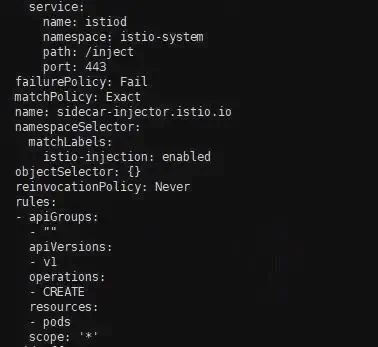 service:
name: istiod
namespace: istio-system
path: /inject
port: 443
failurePolicy: Fail
matchPolicy: Exact
name: sidecar-injector.istio.io
namespaceSelector:
matchLabels:
istio-injection: enabled
objectSelector: {}
reinvocationPolicy: Never
rules:
- apiGroups:
- ""
apiVersions:
- v1
operations:
- CREATE
resources:
- pods
scope: '*'